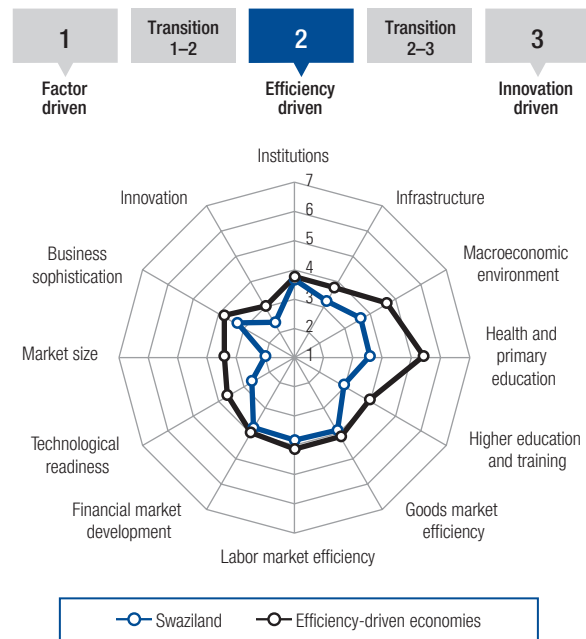 1
Transition
1–2
2
Transition
2–3
3
Factor
driven
Efficiency
driven
Innovation
driven
Institutions
Innovation
7
Infrastructure
6
Business
sophistication
5
Macroeconomic
environment
4
3
2
Market size
1
Health and
primary
education
Technological
readiness
Higher education
and training
Financial market
development
Goods market
efficiency
Labor market efficiency
Swaziland
Efficiency-driven economies